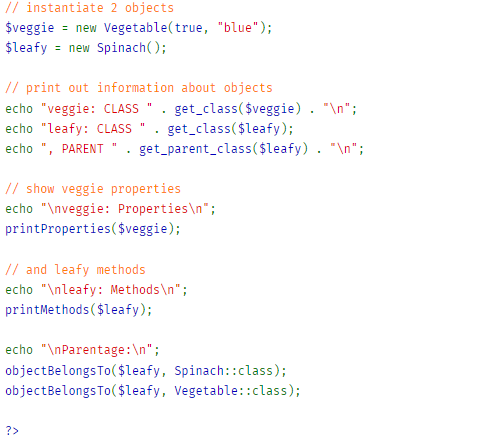 // instantiate 2 objects
$veggie = new Vegetable(true, "blue");
$leafy = new Spinach();
// print out information about objects
echo "veggie: CLASS " . get_class($veggie) . "\n";
echo "leafy: CLASS " . get_class($leafy);
echo ", PARENT " . get_parent_class($leafy) . "\n";
// show veggie properties
echo "\nveggie: Properties\n";
printProperties($veggie);
// and leafy methods
echo "\nleafy: Methods\n";
printMethods($leafy);
echo "\nParentage:\n";
objectBelongsTo($leafy, Spinach::class);
objectBelongsTo($leafy, Vegetable::class);
?>